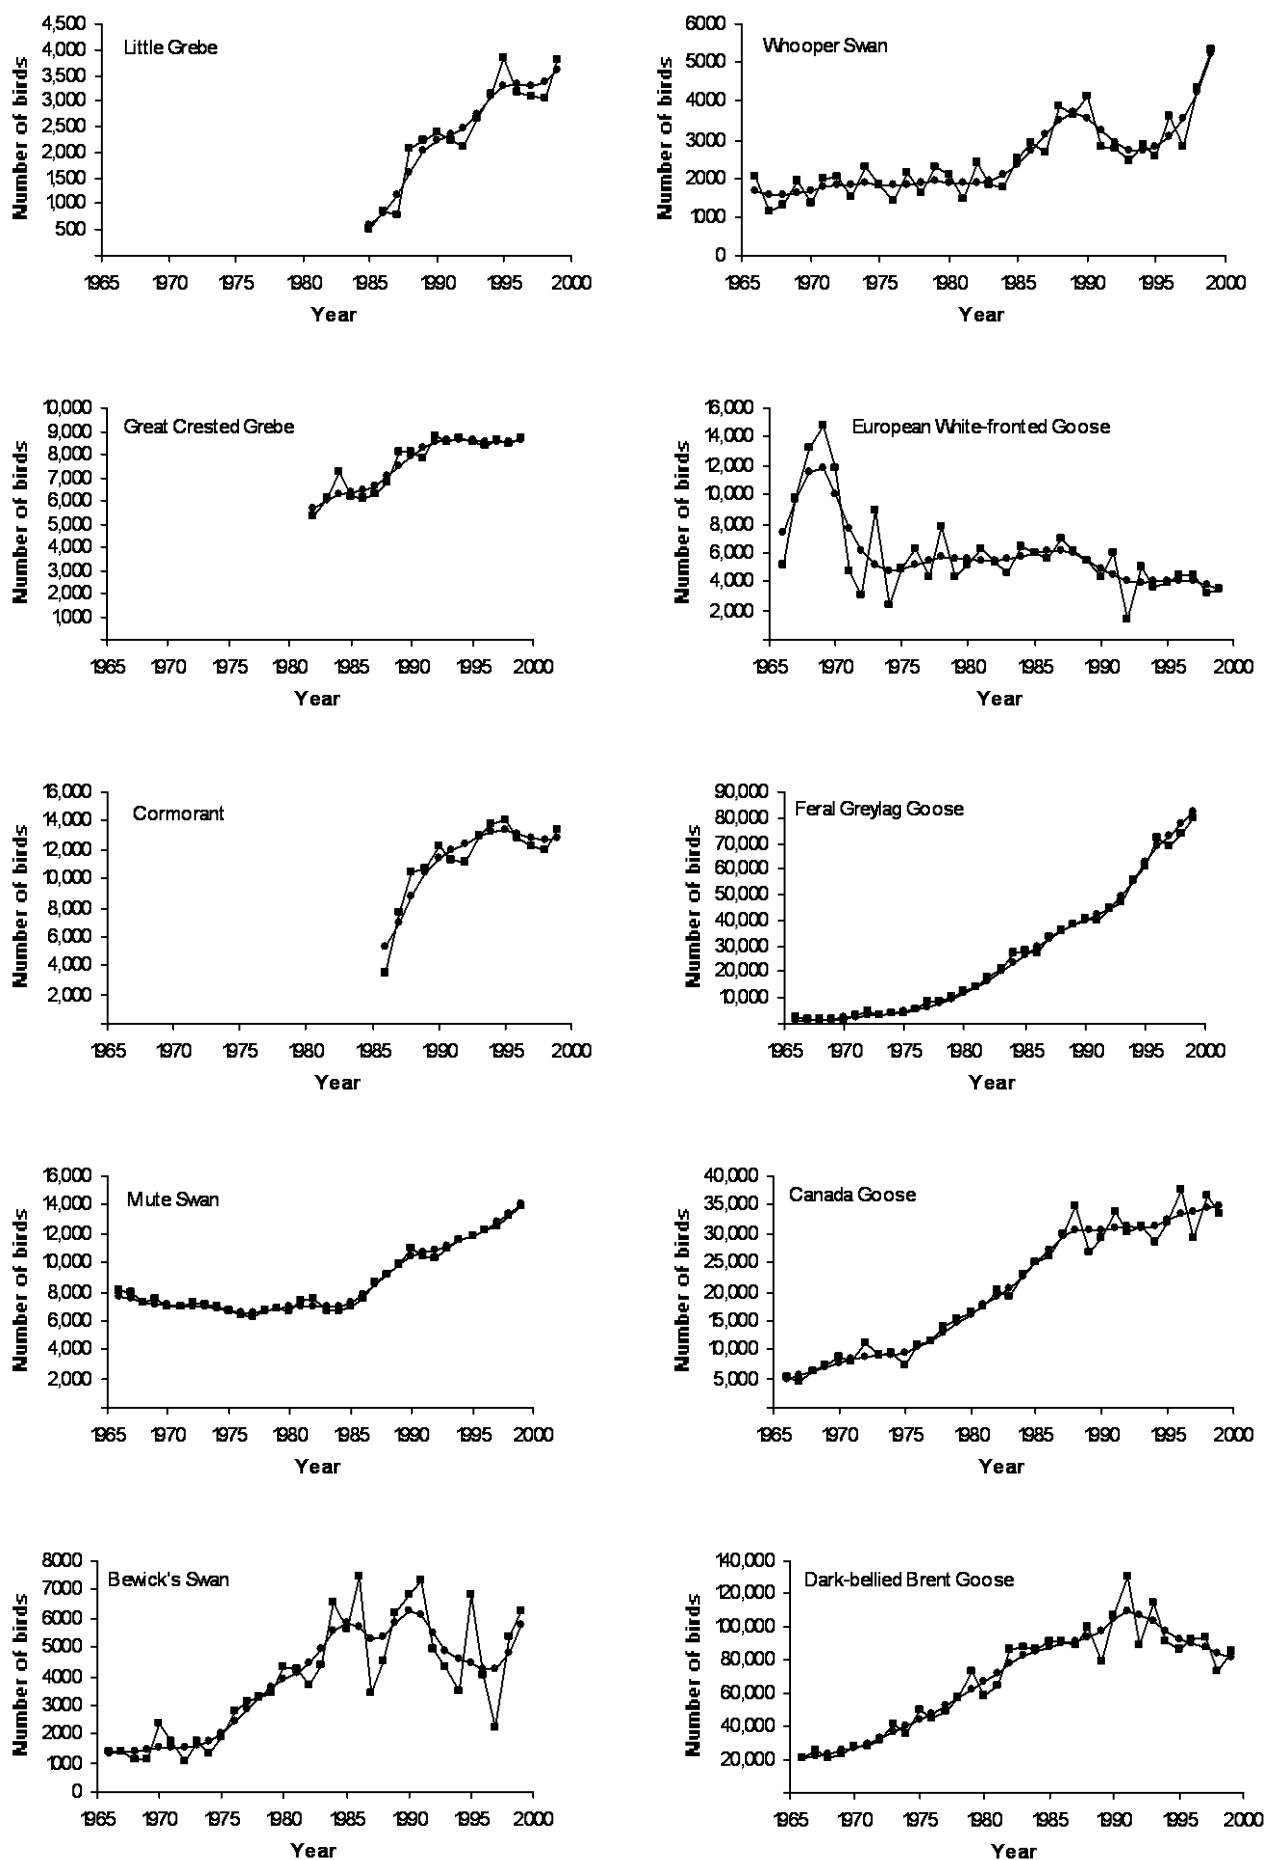 Little Grebe
Number of birds
4,500
4,000
3,500
3,000
2,500
2,000
1,500
1,000
500
1965 1970 1975 1980 1985 1990 1995 2000
Year
Whooper Swan
Number of birds
6000
5000
4000
3000
2000
1000
0
1965 1970 1975 1980 1985 1990 1995 2000
Year
Great Crested Grebe
Number of birds
10,000
9,000
8,000
7,000
6,000
5,000
4,000
3,000
2,000
1,000
1965 1970 1975 1980 1985 1990 1995 2000
Year
European White-fronted Goose
Number of birds
16,000
14,000
12,000
10,000
8,000
6,000
4,000
2,000
1965 1970 1975 1980 1985 1990 1995 2000
Year
Cormorant
Number of birds
16,000
14,000
12,000
10,000
8,000
6,000
4,000
2,000
1965 1970 1975 1980 1985 1990 1995 2000
Year
Feral Greylag Goose
Number of birds
90,000
80,000
70,000
60,000
50,000
40,000
30,000
20,000
10,000
1965 1970 1975 1980 1985 1990 1995 2000
Year
Mute Swan
Number of birds
16,000
14,000
12,000
10,000
8,000
6,000
4,000
2,000
1965 1970 1975 1980 1985 1990 1995 2000
Year
Canada Goose
Number of birds
40,000
35,000
30,000
25,000
20,000
15,000
10,000
5,000
1965 1970 1975 1980 1985 1990 1995 2000
Year
Bewick's Swan
Number of birds
8000
7000
6000
5000
4000
3000
2000
1000
0
1965 1970 1975 1980 1985 1990 1995 2000
Year
Dark-bellied Brent Goose
Number of birds
140,000
120,000
100,000
80,000
60,000
40,000
20,000
1965 1970 1975 1980 1985 1990 1995 2000
Year